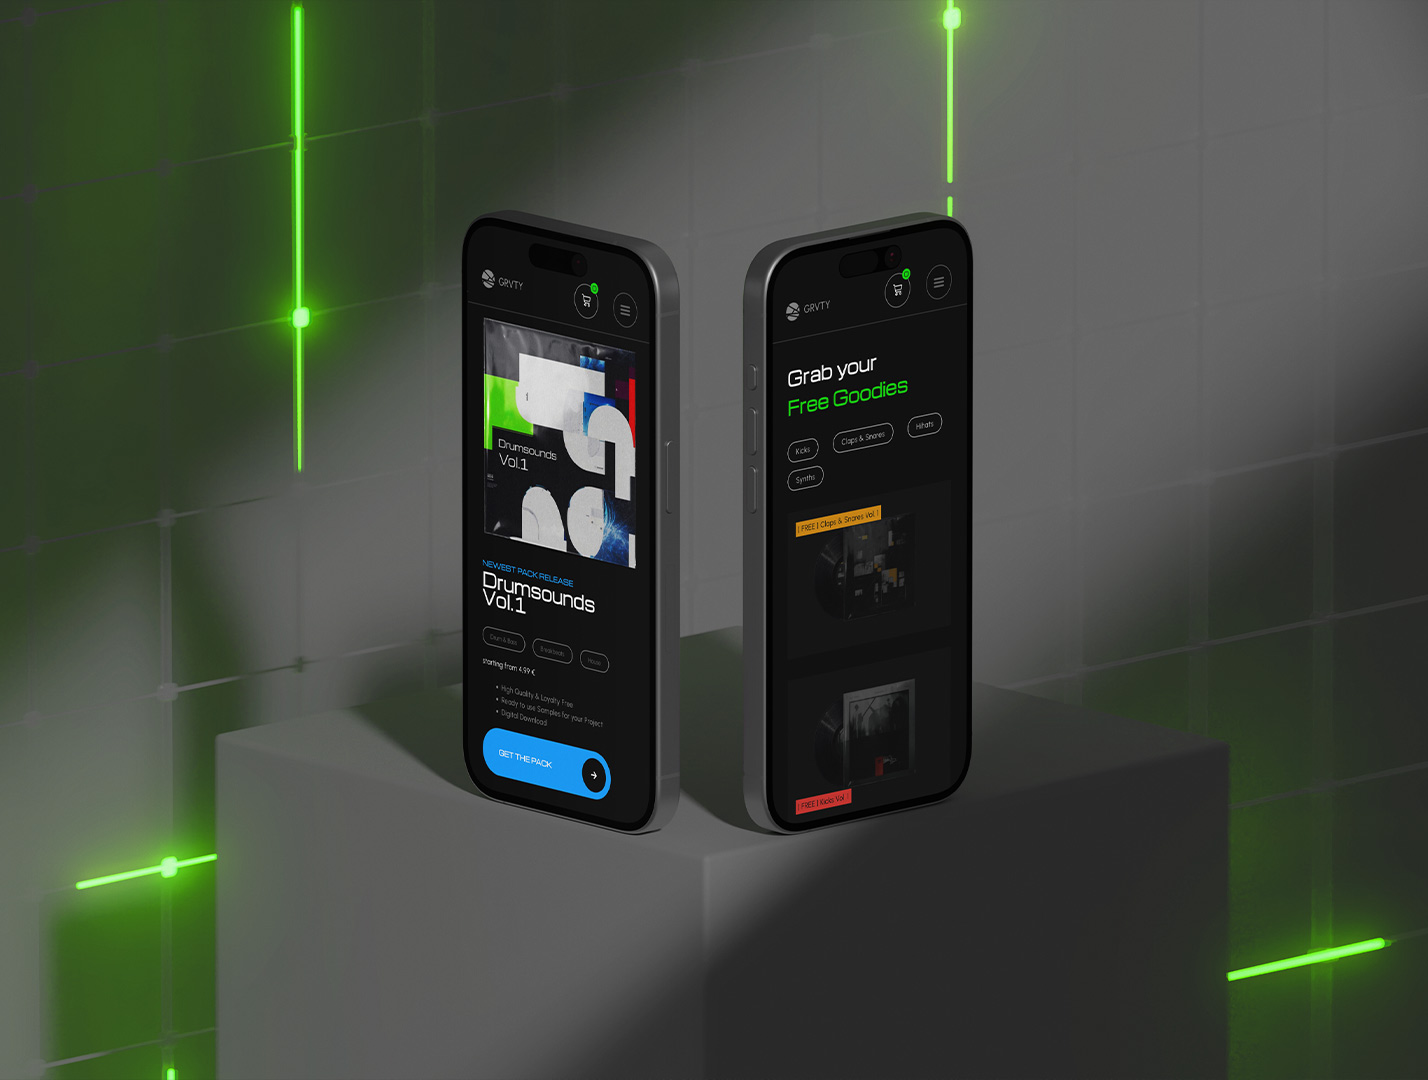 GRVTY
Drumsounds
Vol.1
NEWEST PACK RELEASE
Drumsounds
Vol.1
Drum & Bass
Breakbeats
House
starting from 4.99 €
• High Quality & Loyalty Free
• Ready to use Samples for your Project
• Digital Download
GET THE PACK
GRVTY
Grab your
Free Goodies
Kicks
Claps & Snares
Hihats
Synths
| FREE | Claps & Snares Vol. 1
| FREE | Kicks Vol. 1